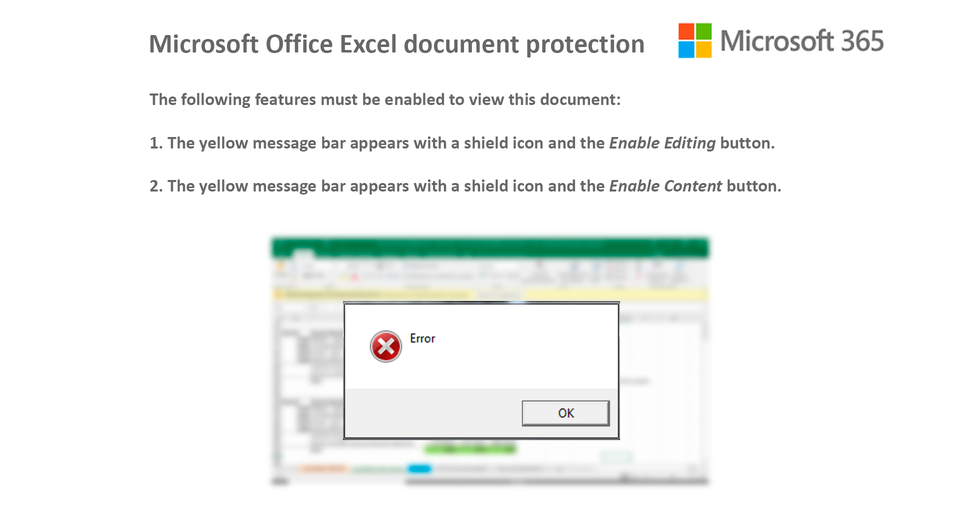 Microsoft Office Excel document protection
Microsoft 365
The following features must be enabled to view this document:
1. The yellow message bar appears with a shield icon and the Enable Editing button.
2. The yellow message bar appears with a shield icon and the Enable Content button.
Error
OK